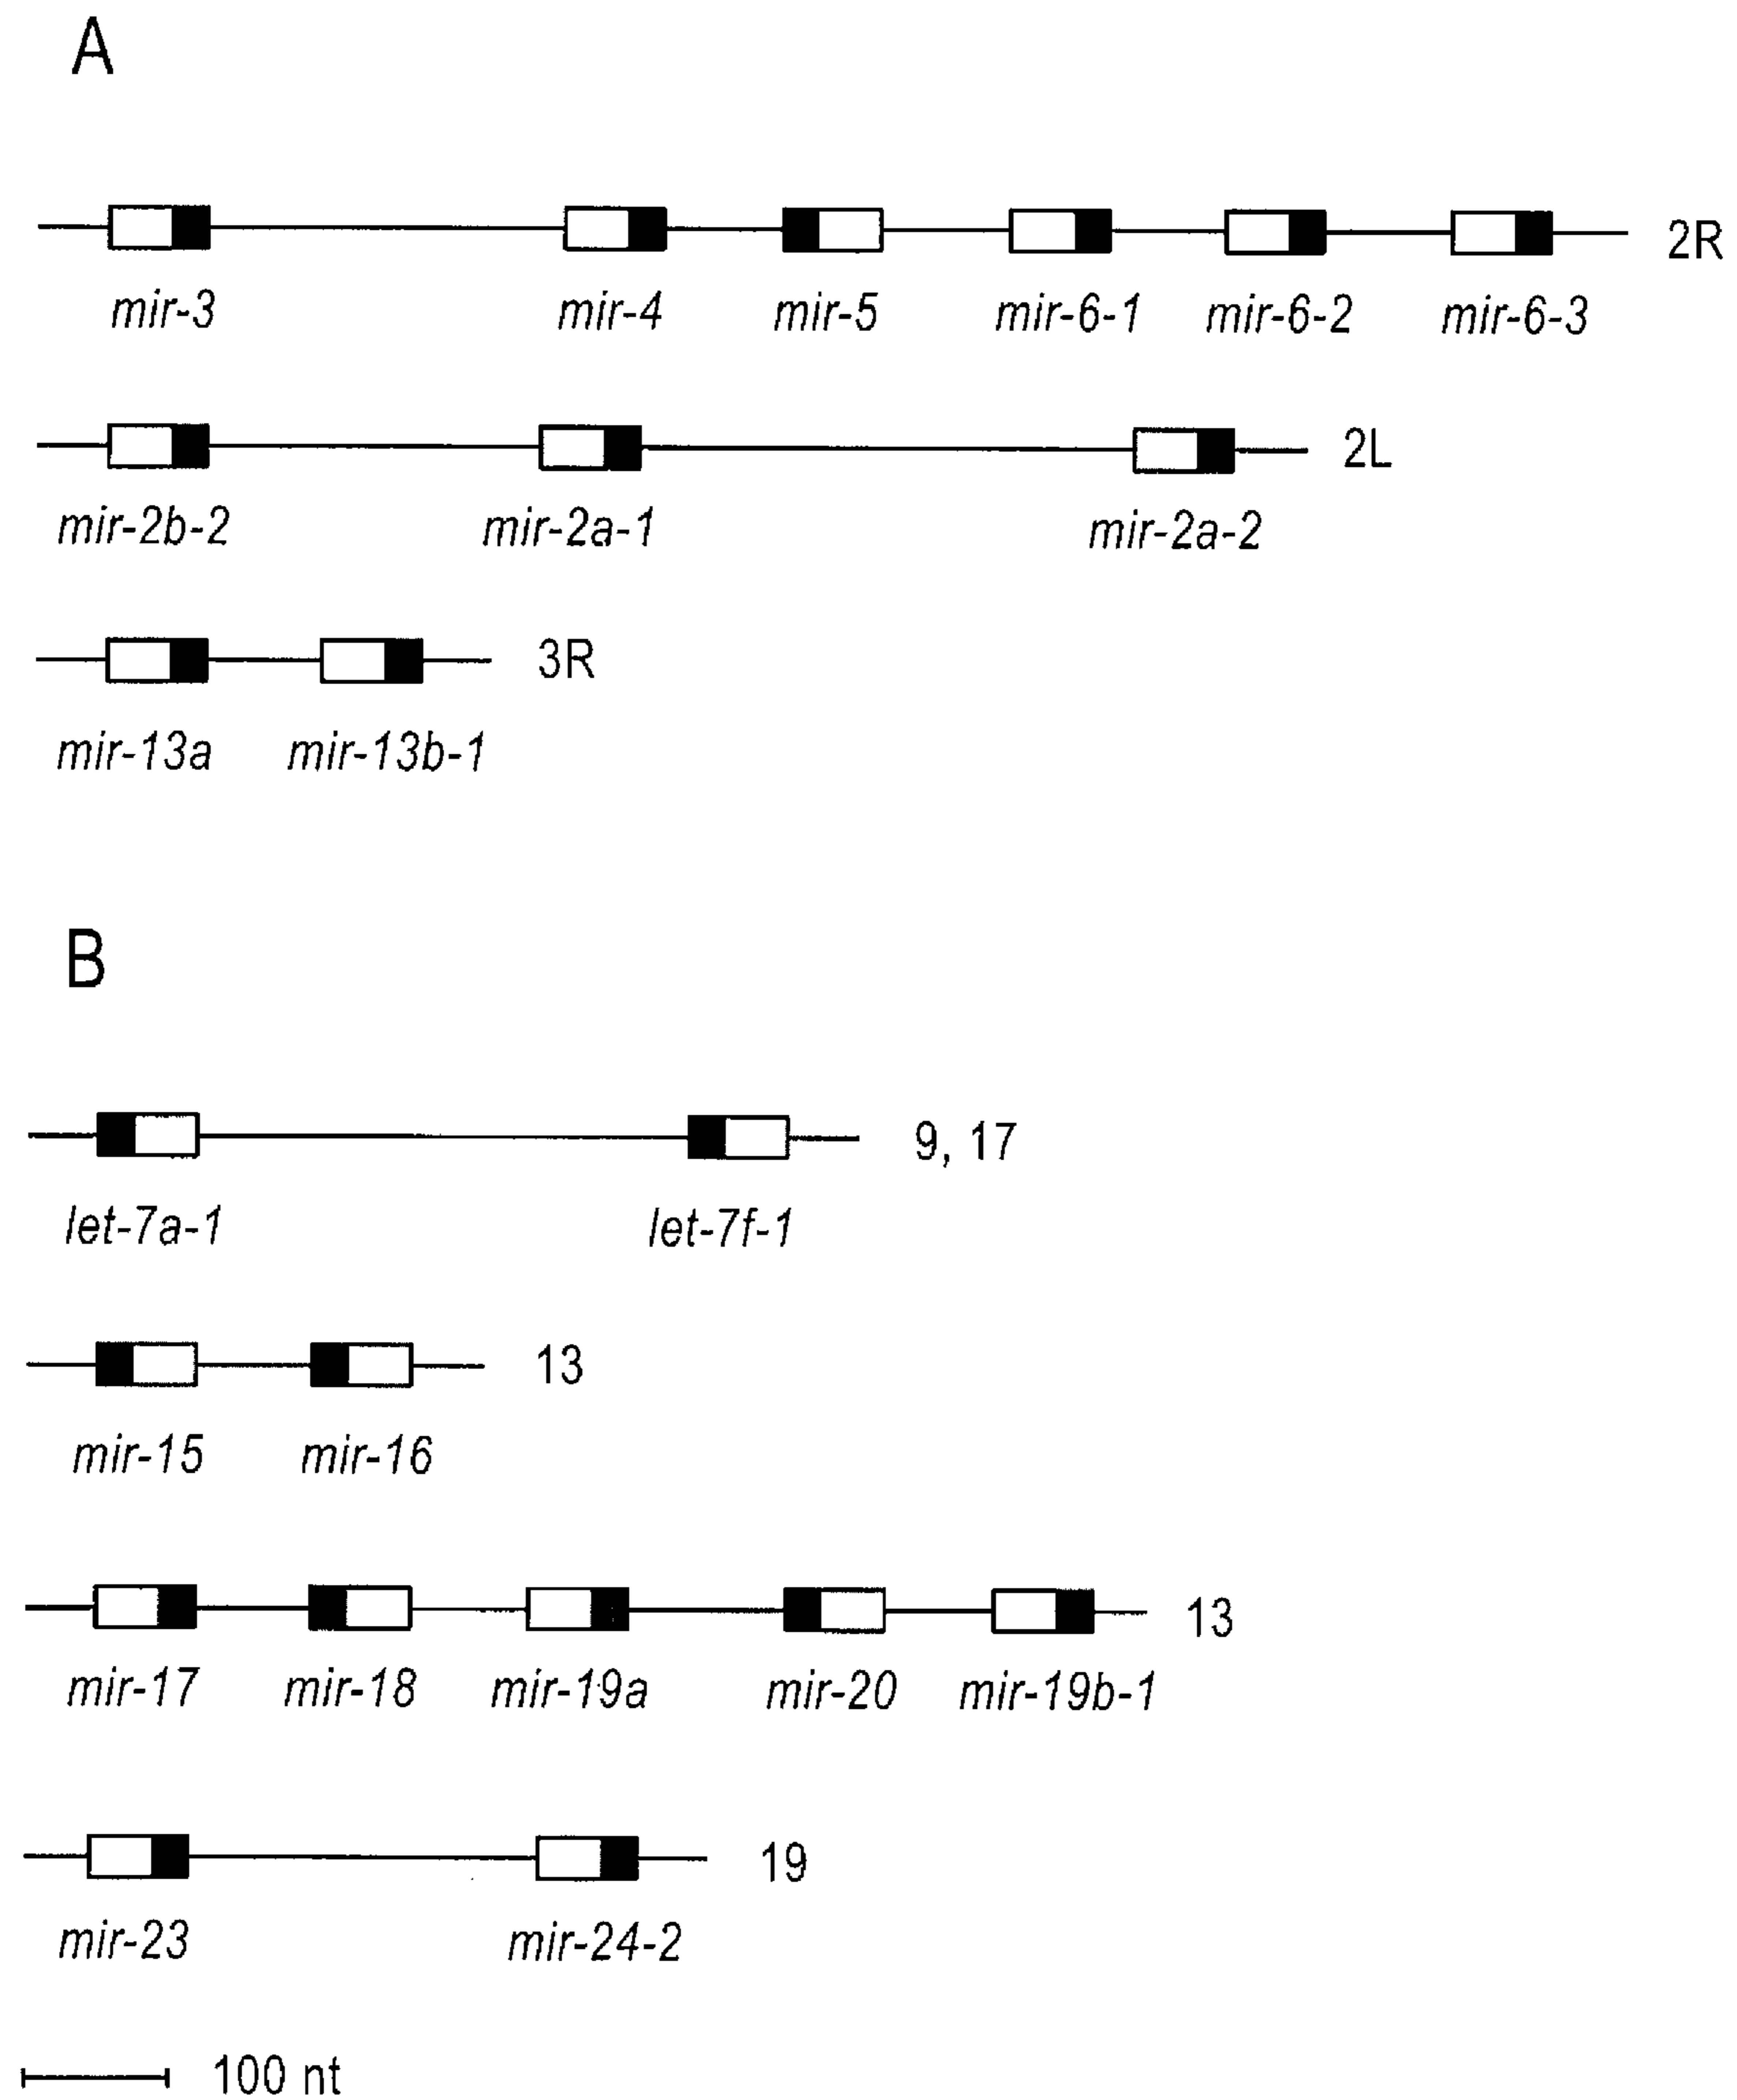 A
2R
mir-3 mir-4 mir-5 mir-6-1 mir-6-2 mir-6-3
2L
mir-2b-2 mir-2a-1 mir-2a-2
3R
mir-13a mir-13b-1
B
9, 17
let-7a-1 let-7f-1
13
mir-15 mir-16
13
mir-17 mir-18 mir-19a mir-20 mir-19b-1
19
mir-23 mir-24-2
100 nt